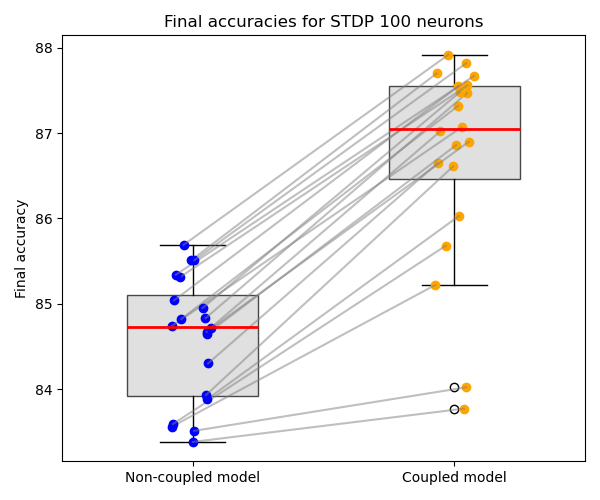 Final accuracies for STDP 100 neurons
Final accuracy
88
87
86
85
84
Non-coupled model
Coupled model